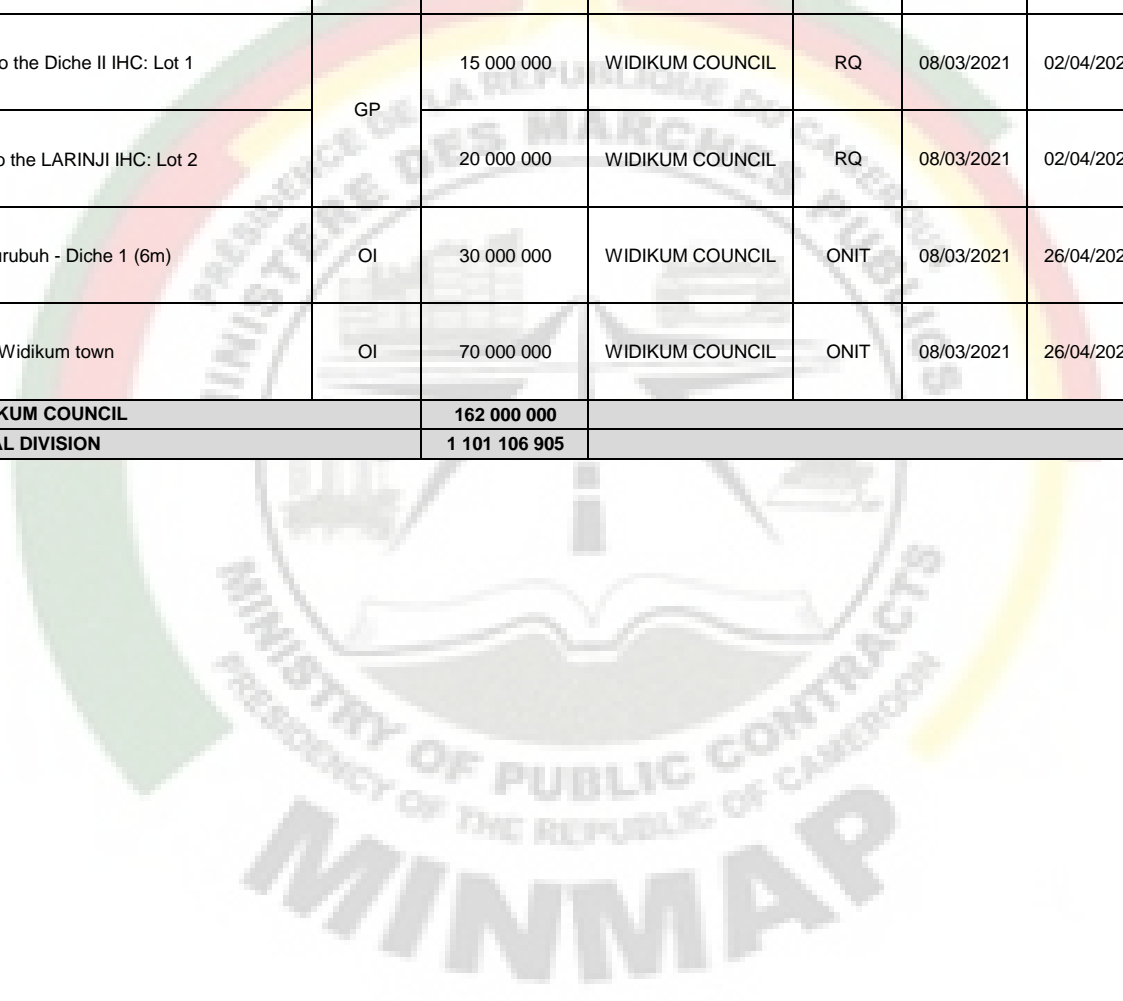 o the Diche II IHC: Lot 1 GP 15 000 000 WIDIKUM COUNCIL RQ 08/03/2021 02/04/202
o the LARINJI IHC: Lot 2 20 000 000 WIDIKUM COUNCIL RQ 08/03/2021 02/04/202
rubuh - Diche 1 (6m) OI 30 000 000 WIDIKUM COUNCIL ONIT 08/03/2021 26/04/202
Widikum town OI 70 000 000 WIDIKUM COUNCIL ONIT 08/03/2021 26/04/202
KUM COUNCIL 162 000 000
AL DIVISION 1 101 106 905
PRESIDENCE DE LA REPUBLIQUE DU CAMEROUN
MINISTERE DES MARCHES PUBLICS
MINISTRY OF PUBLIC CONTRACTS
PRESIDENCY OF THE REPUBLIC OF CAMEROON
MINMAP